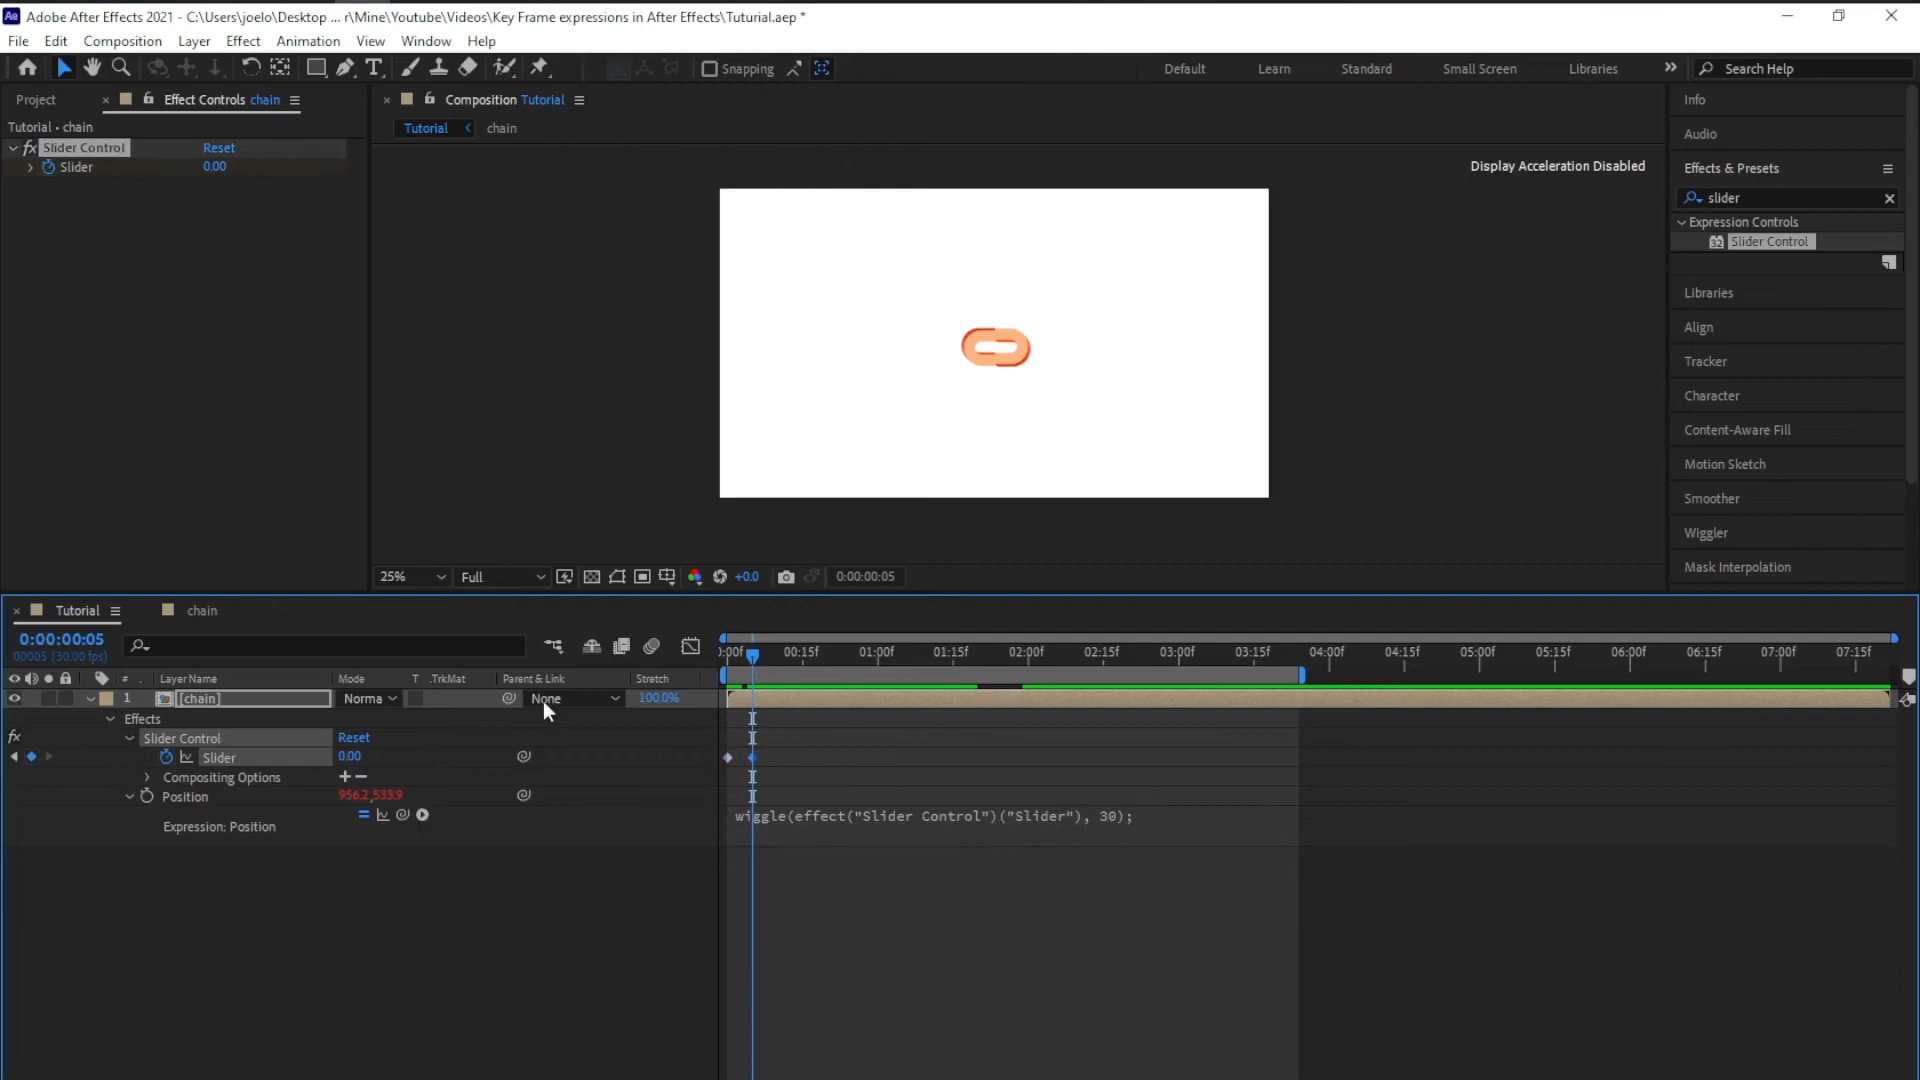 Ae Adobe After Effects 2021 - C:\Users\joelo\Desktop ... r\Mine\Youtube\Videos\Key Frame expressions in After Effects\Tuturial.aep *
File Edit Composition Layer Effect Animation View Window Help
T Snapping Default Learn Standard Small Screen Libraries >> Search Help
Project × Effect Controls chain
× Composition Tutorial
Info
Tutorial • chain
Tutorial < chain
Audio
fx Slider Control Reset
Slider 0.00
Display Acceleration Disabled
Effects & Presets
slider ×
Expression Controls
32 Slider Control
Libraries
Align
Tracker
Character
Content-Aware Fill
Motion Sketch
Smoother
Wiggler
Mask Interpolation
25% Full +0.0 0:00:00:05
× Tutorial chain
0:00:00:05
00005 (30.00 fps)
):00f 00:15f 01:00f 01:15f 02:00f 02:15f 03:00f 03:15f 04:00f 04:15f 05:00f 05:15f 06:00f 06:15f 07:00f 07:15f
# . Layer Name Mode T .TrkMat Parent & Link Stretch
1 [chain] Norma None 100.0%
Effects
fx Slider Control Reset
Slider 0.00
Compositing Options + −
Position 956.2,533.9
Expression: Position
wiggle(effect("Slider Control")("Slider"), 30);